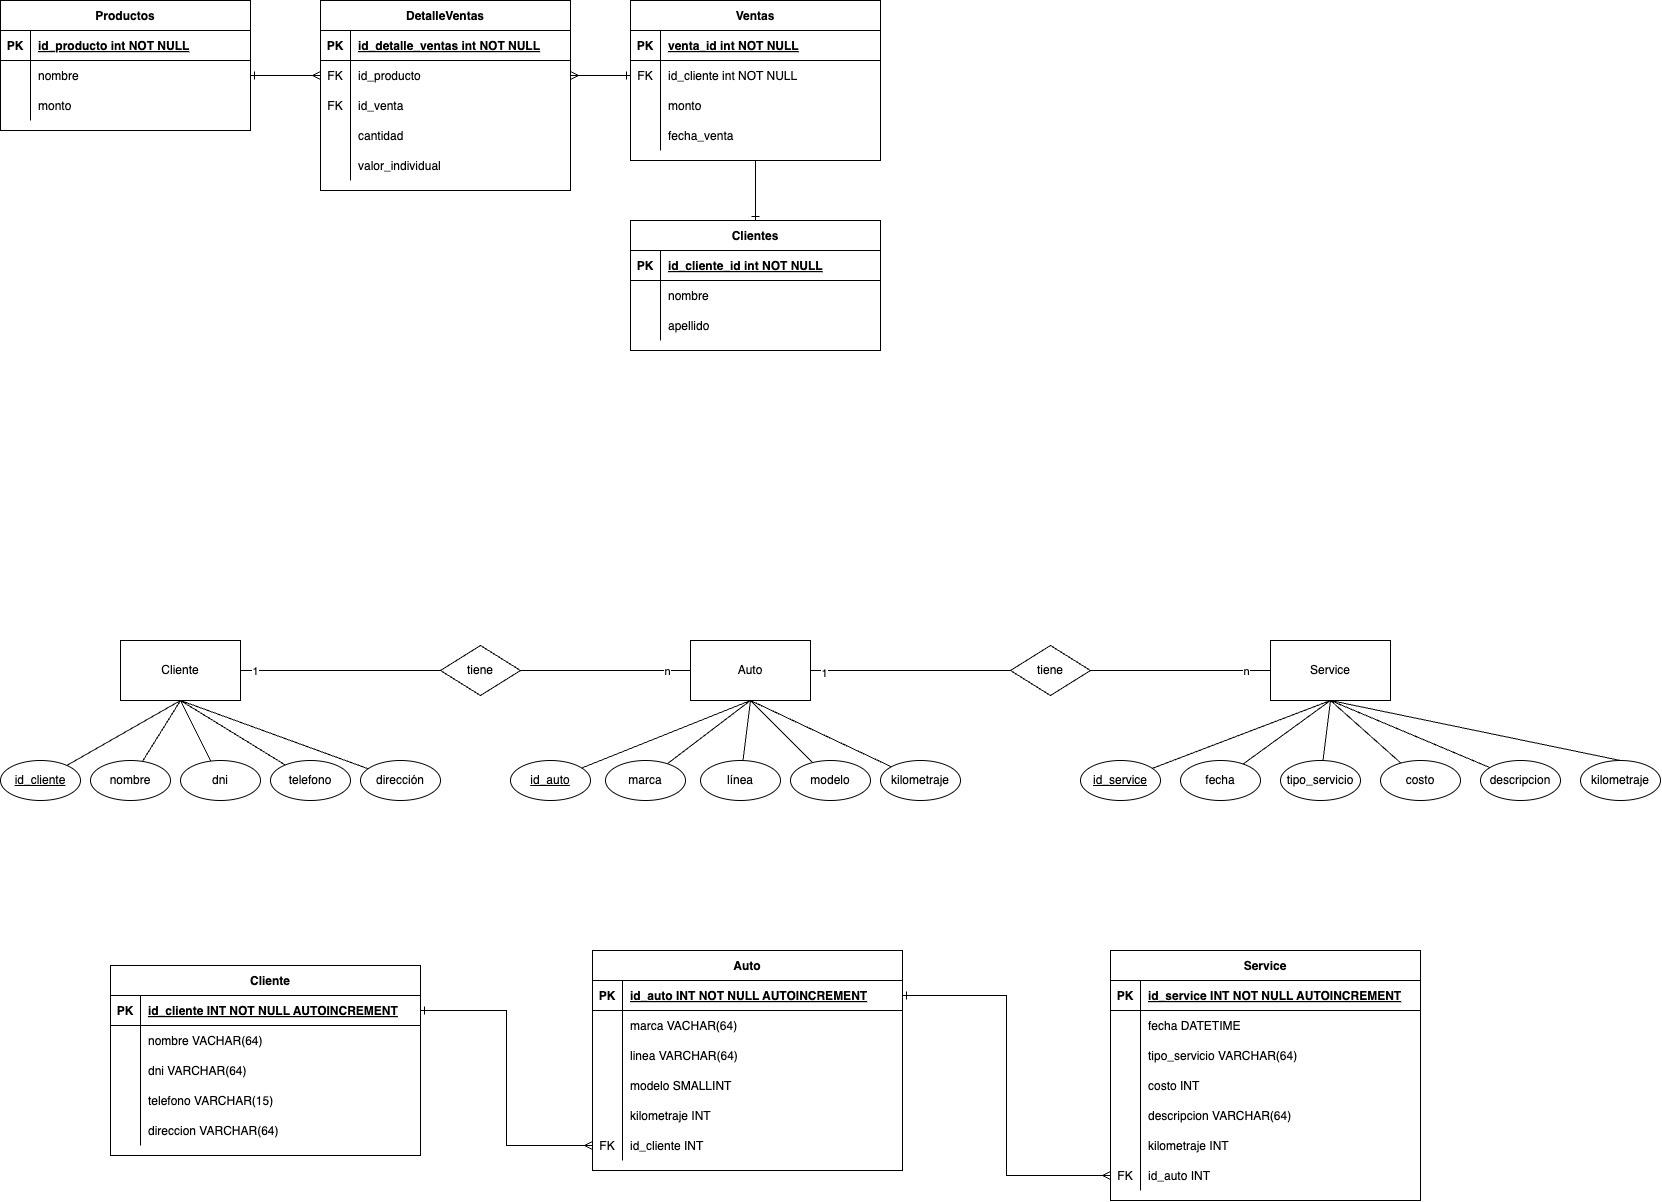 Productos
PK id_producto int NOT NULL
nombre
monto
DetalleVentas
PK id_detalle_ventas int NOT NULL
FK id_producto
FK id_venta
cantidad
valor_individual
Ventas
PK venta_id int NOT NULL
FK id_cliente int NOT NULL
monto
fecha_venta
Clientes
PK id_cliente_id int NOT NULL
nombre
apellido
Cliente 1 tiene n Auto 1 tiene n Service
id_cliente nombre dni telefono dirección id_auto marca línea modelo kilometraje id_service fecha tipo_servicio costo descripcion kilometraje
Cliente
PK id_cliente INT NOT NULL AUTOINCREMENT
nombre VACHAR(64)
dni VARCHAR(64)
telefono VARCHAR(15)
direccion VARCHAR(64)
Auto
PK id_auto INT NOT NULL AUTOINCREMENT
marca VACHAR(64)
linea VARCHAR(64)
modelo SMALLINT
kilometraje INT
FK id_cliente INT
Service
PK id_service INT NOT NULL AUTOINCREMENT
fecha DATETIME
tipo_servicio VARCHAR(64)
costo INT
descripcion VARCHAR(64)
kilometraje INT
FK id_auto INT